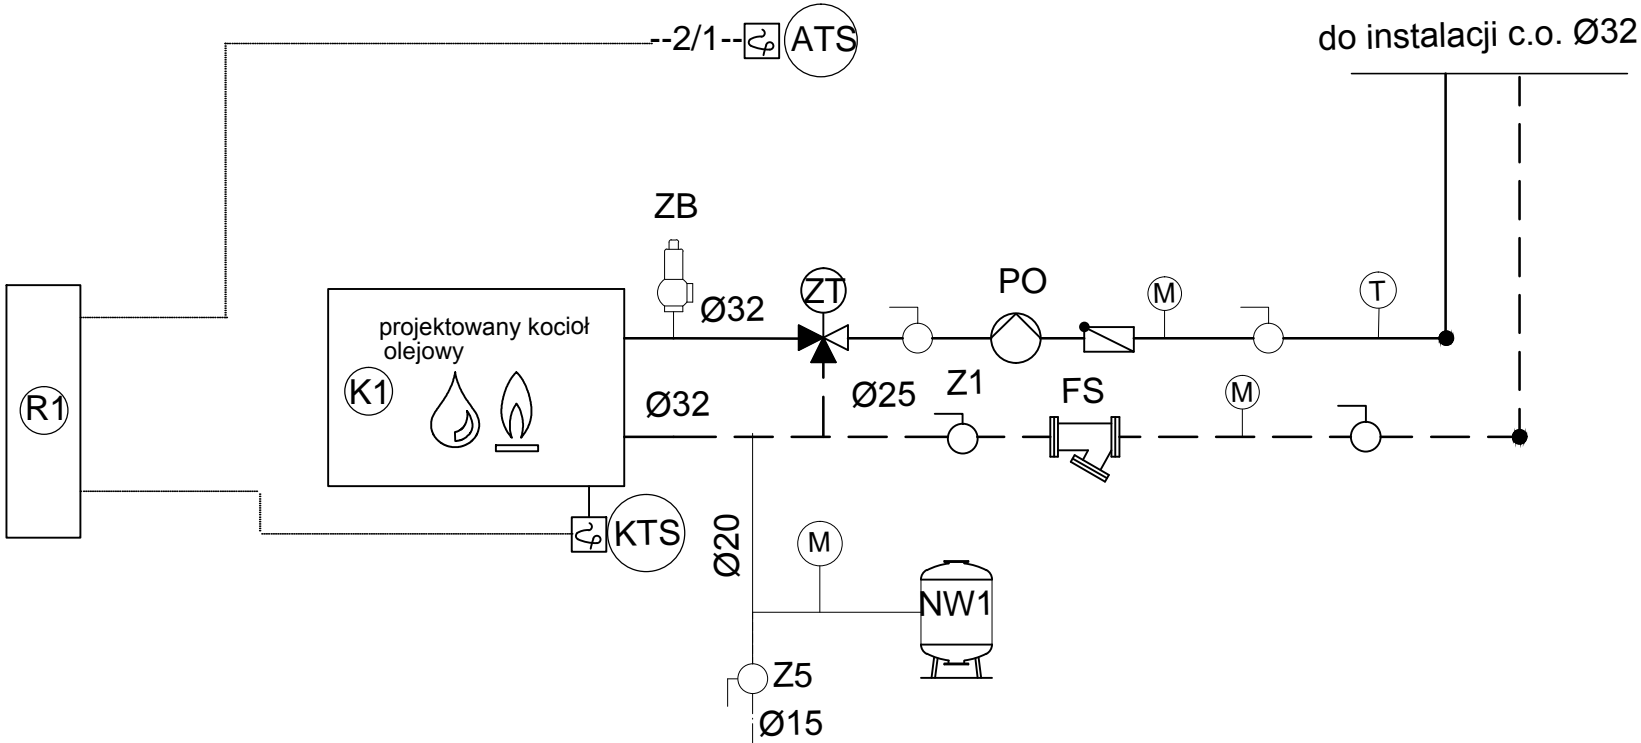 --2/1--
ATS
do instalacji c.o. Ø32
ZB
Ø32
ZT
PO
M
T
projektowany kocioł
olejowy
K1
R1
Ø32
Ø25
Z1
FS
M
KTS
Ø20
M
NW1
Z5
Ø15